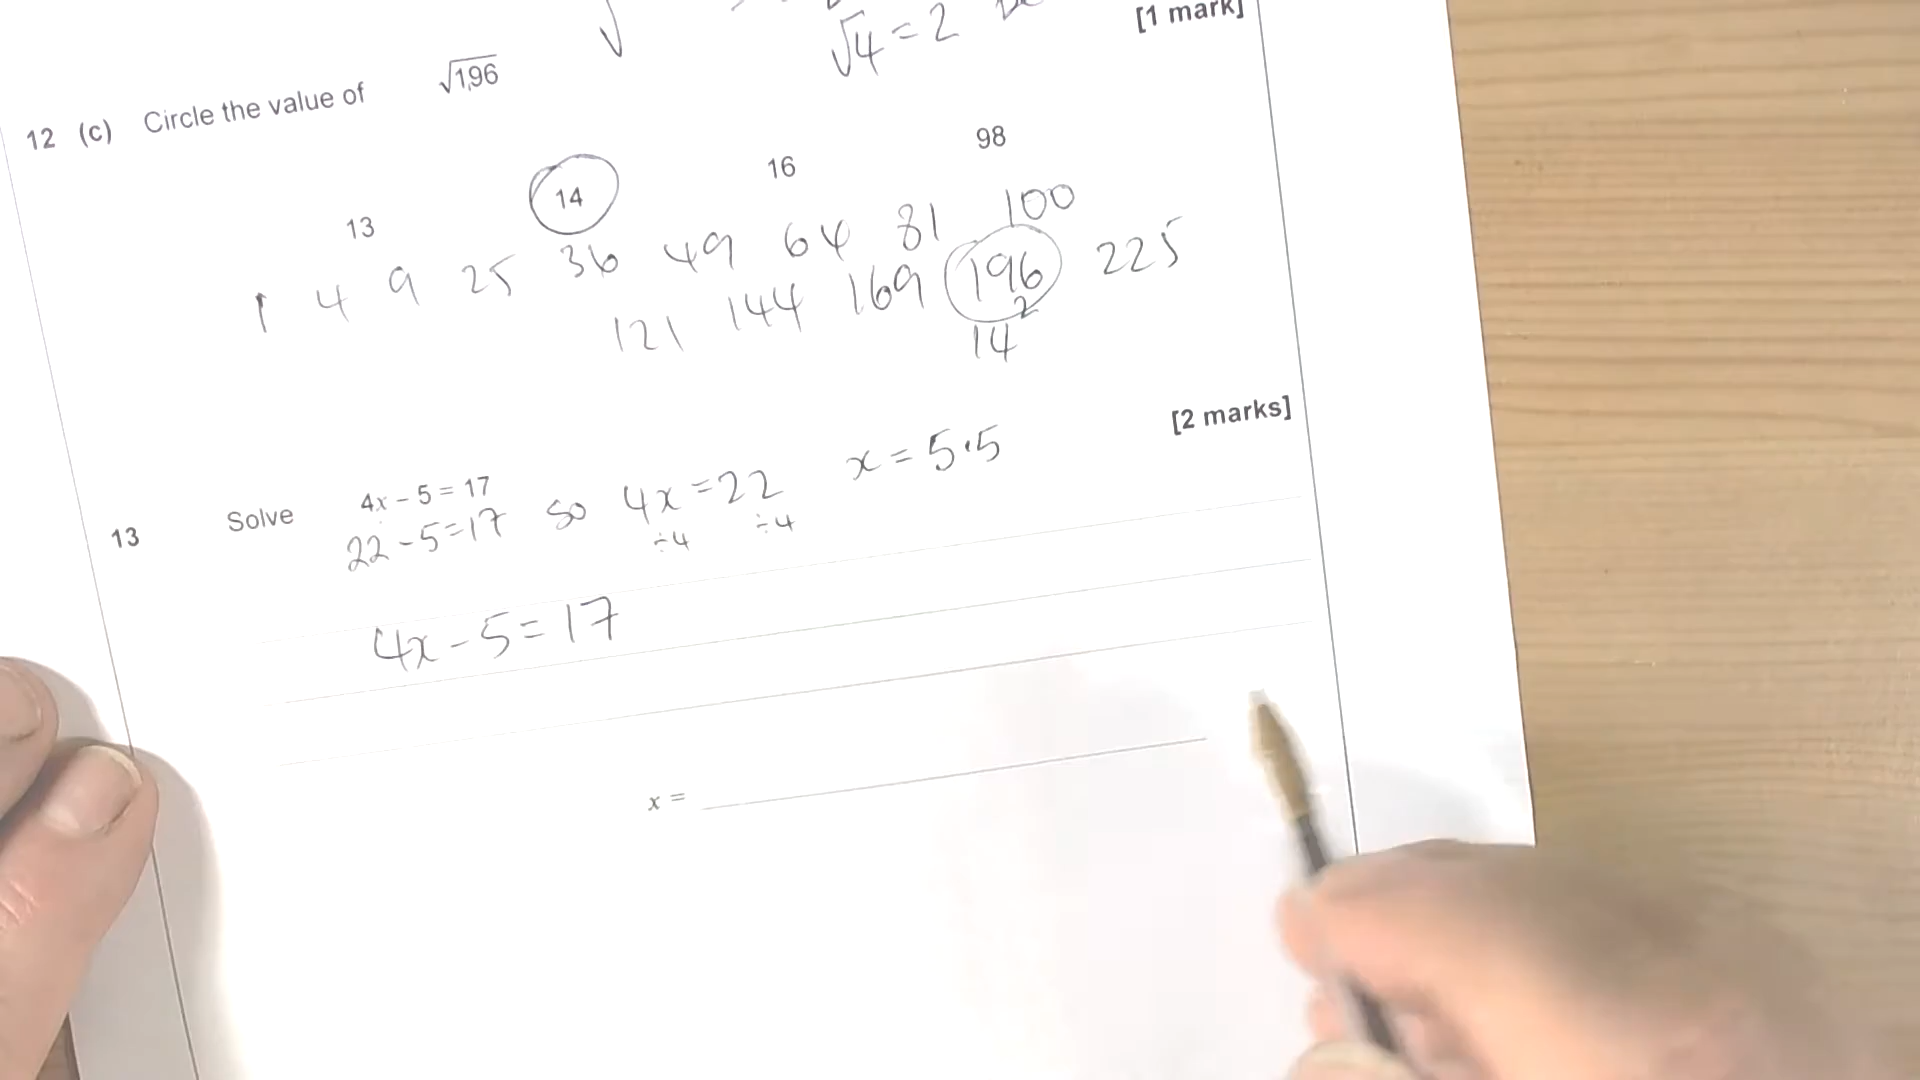 √4 = 2
[1 mark]
12 (c) Circle the value of √196
13 14 16 98
1 4 9 25 36 49 64 81 100
121 144 169 196 225
14²
[2 marks]
13 Solve 4x – 5 = 17
22 - 5 = 17 so 4x = 22 x = 5·5
÷4 ÷4
4x - 5 = 17
x =